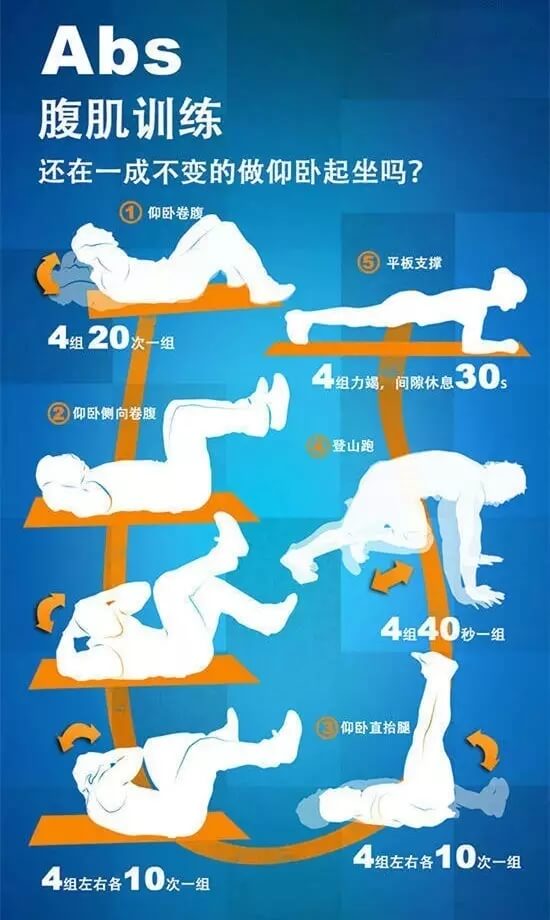 Abs
腹肌训练
还在一成不变的做仰卧起坐吗?
① 仰卧卷腹
4组20次一组
② 仰卧侧向卷腹
4组左右各10次一组
③ 仰卧直抬腿
4组左右各10次一组
④ 登山跑
4组40秒一组
⑤ 平板支撑
4组力竭，间隙休息30s